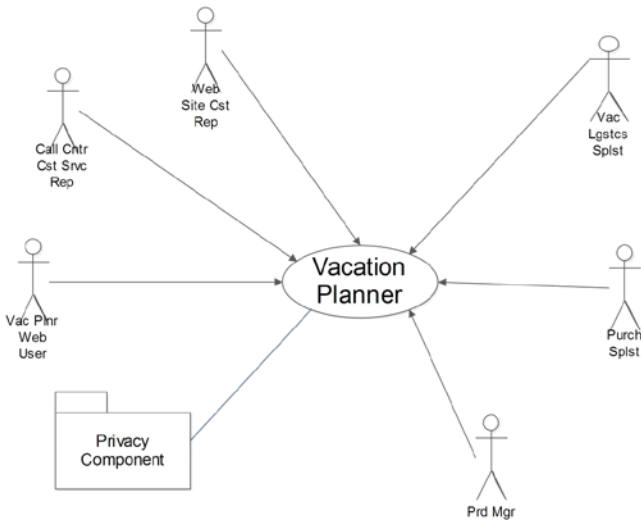 Web
Site Cst
Rep
Vac
Lgstcs
Splst
Call Cntr
Cst Srvc
Rep
Vacation
Planner
Vac Plnr
Web
User
Purch
Splst
Privacy
Component
Prd Mgr